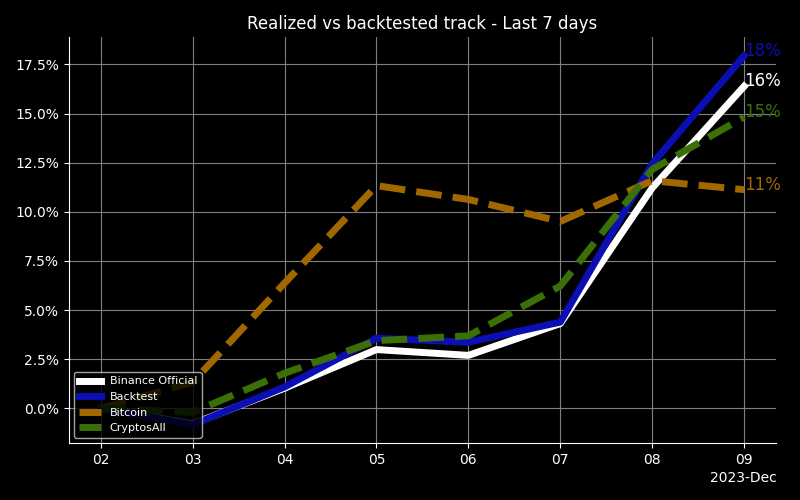 Realized vs backtested track - Last 7 days
17.5%
15.0%
12.5%
10.0%
7.5%
5.0%
2.5%
0.0%
18%
16%
15%
11%
Binance Official
Backtest
Bitcoin
CryptosAll
02 03 04 05 06 07 08 09
2023-Dec